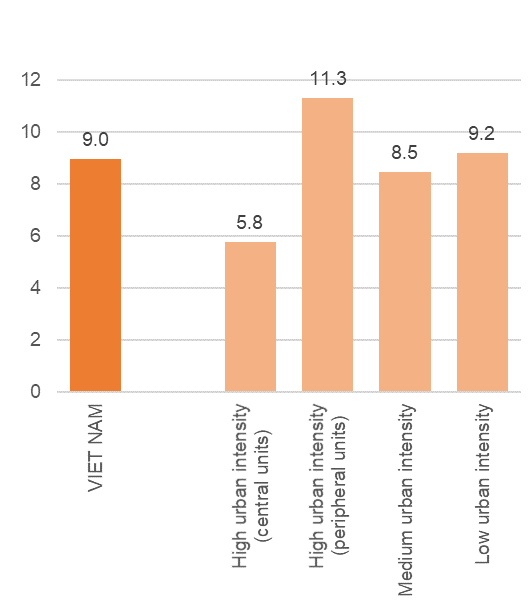 12
10
8
6
4
2
0
9.0
5.8
11.3
8.5
9.2
VIET NAM
High urban intensity
(central units)
High urban intensity
(peripheral units)
Medium urban intensity
Low urban intensity